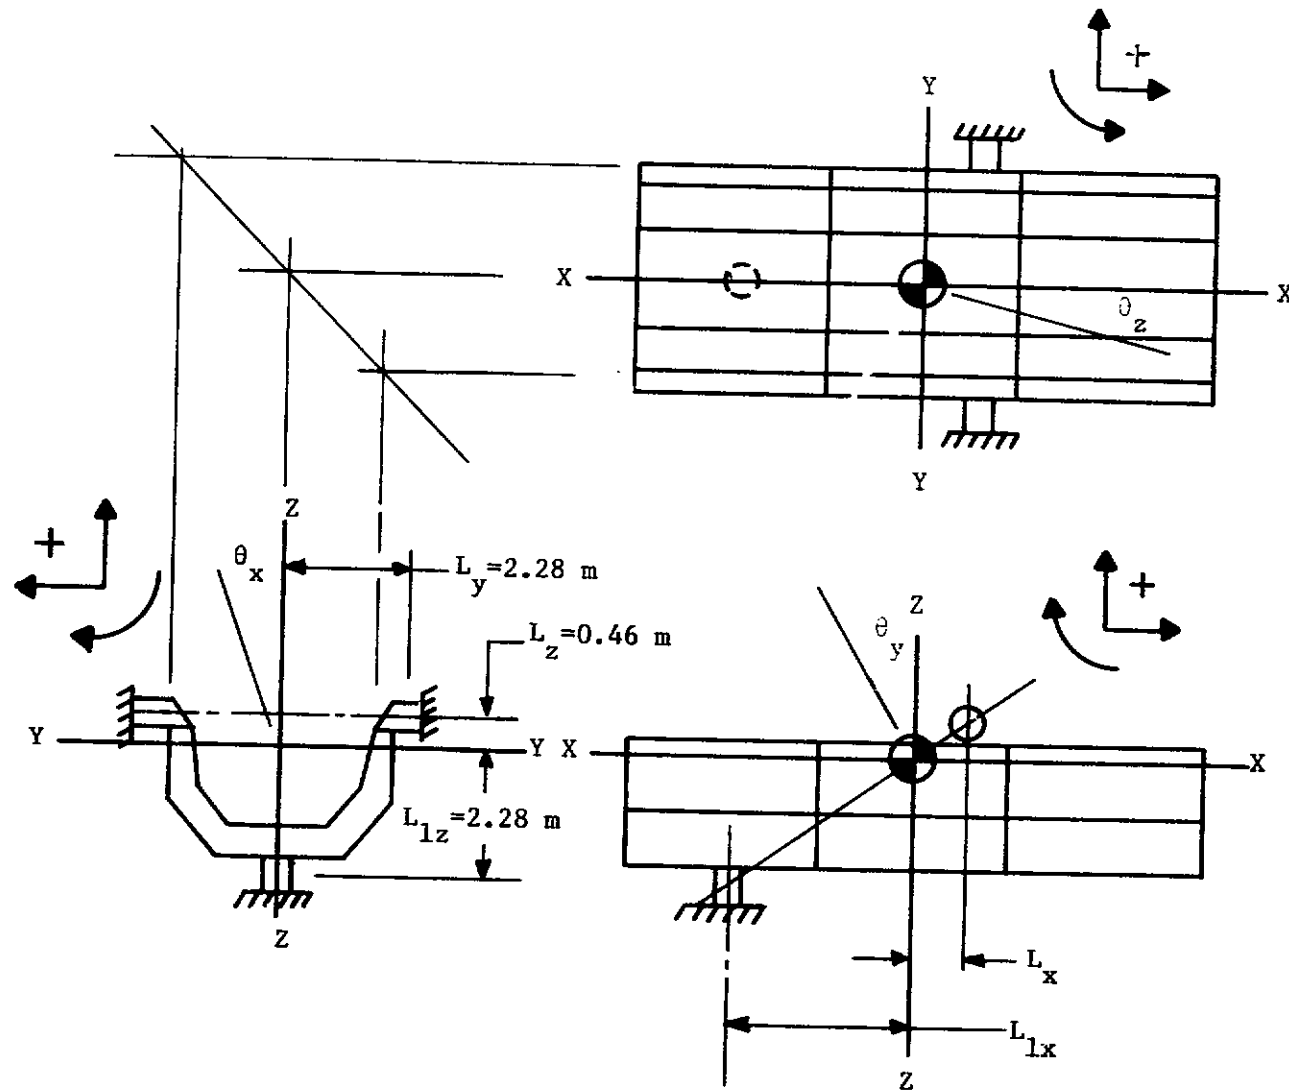 +
Y
X
X
θz
Y
Z
+
θx
Ly=2.28 m
Lz=0.46 m
Z
+
θy
Y
Y
X
X
L1z=2.28 m
Z
Lx
L1x
Z